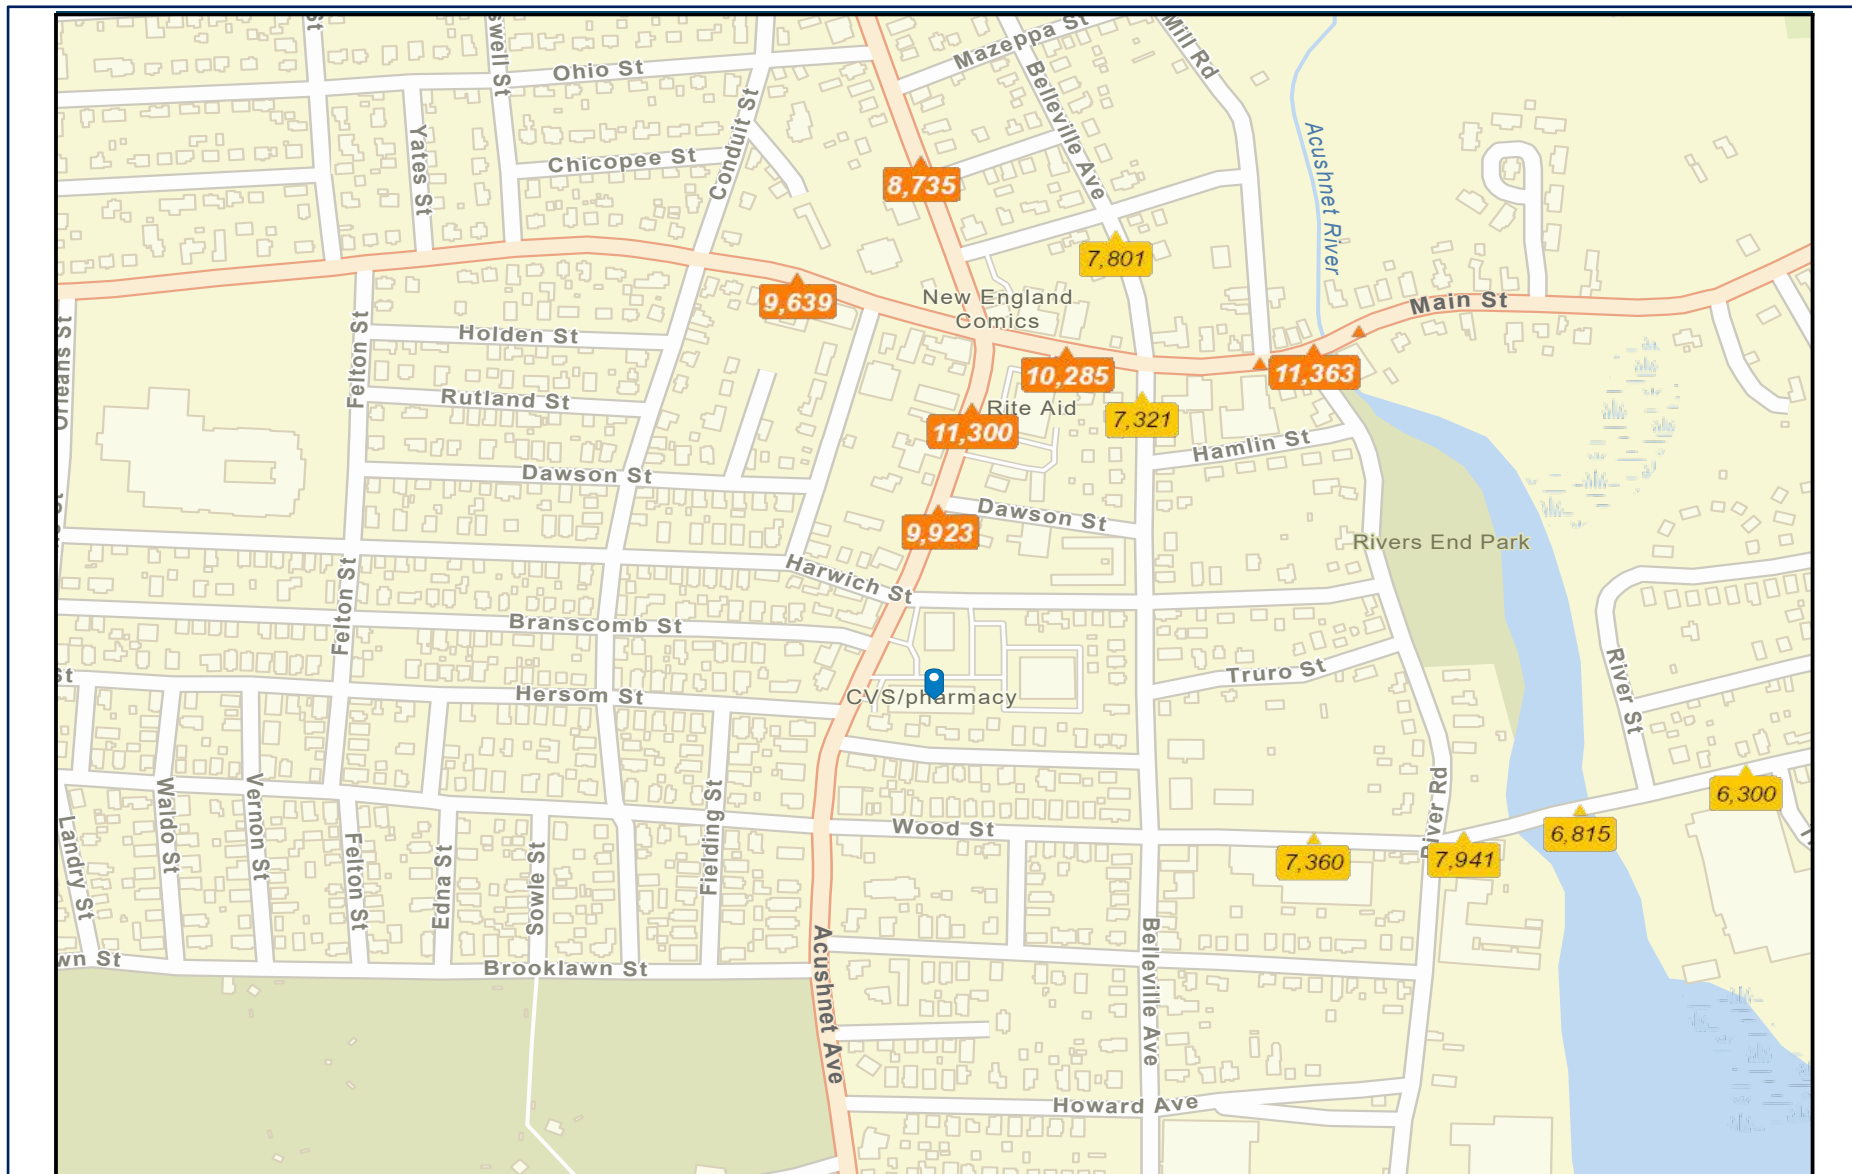 Ohio St
Mazeppa St
Mill Rd
Belleville Ave
Yates St
Chicopee St
Conduit St
Acushnet River
8,735
7,801
9,639
New England
Comics
Main St
Orleans St
Felton St
Holden St
10,285
11,363
Rutland St
Rite Aid
11,300
7,321
Hamlin St
Dawson St
Dawson St
9,923
Rivers End Park
Harwich St
Felton St
Branscomb St
Truro St
River St
St
Hersom St
CVS/pharmacy
River Rd
6,300
Wood St
6,815
7,360
7,941
Landry St
Waldo St
Vernon St
Felton St
Edna St
Sowle St
Fielding St
Acushnet Ave
Belleville Ave
wn St
Brooklawn St
Howard Ave